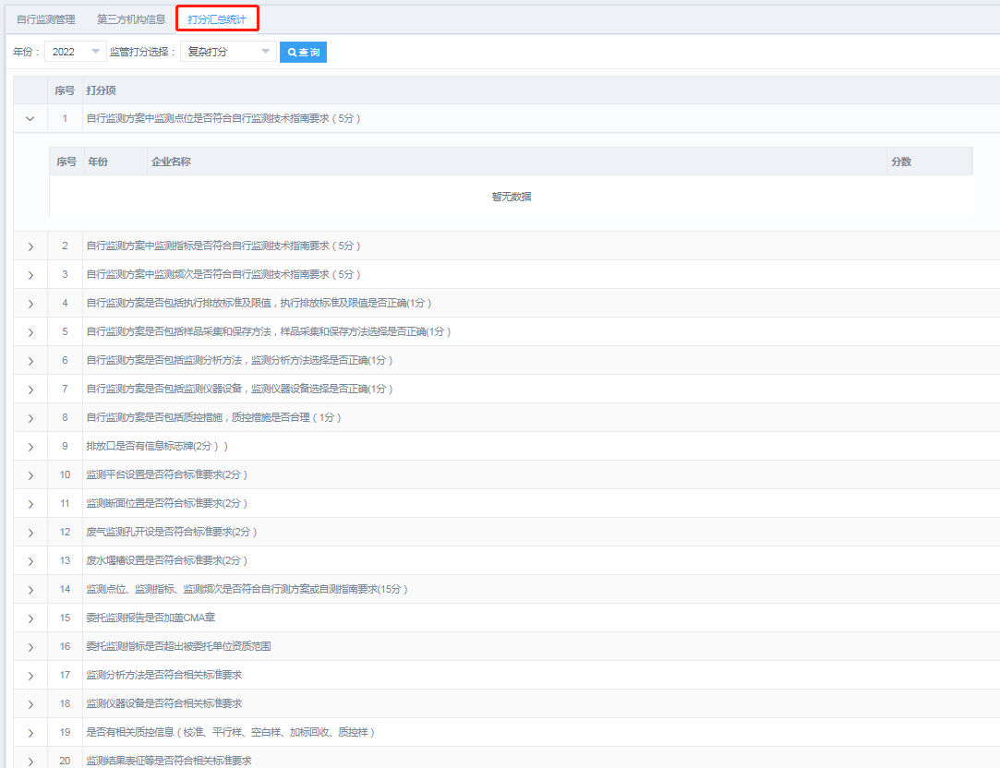 自行监测管理 第三方机构信息 打分汇总统计
年份： 2022 监管打分选择： 复杂打分 查询
序号 打分项
1 自行监测方案中监测点位是否符合自行监测技术指南要求（5分）
序号 年份 企业名称 分数
暂无数据
2 自行监测方案中监测指标是否符合自行监测技术指南要求（5分）
3 自行监测方案中监测频次是否符合自行监测技术指南要求（5分）
4 自行监测方案是否包括执行排放标准及限值，执行排放标准及限值是否正确(1分）
5 自行监测方案是否包括样品采集和保存方法，样品采集和保存方法选择是否正确(1分）
6 自行监测方案是否包括监测分析方法，监测分析方法选择是否正确(1分）
7 自行监测方案是否包括监测仪器设备，监测仪器设备选择是否正确(1分）
8 自行监测方案是否包括质控措施，质控措施是否合理（1分）
9 排放口是否有信息标志牌(2分））
10 监测平台设置是否符合标准要求(2分）
11 监测断面位置是否符合标准要求(2分）
12 废气监测孔开设是否符合标准要求(2分）
13 废水堰槽设置是否符合标准要求(2分）
14 监测点位、监测指标、监测频次是否符合自行测方案或自测指南要求(15分）
15 委托监测报告是否加盖CMA章
16 委托监测指标是否超出被委托单位资质范围
17 监测分析方法是否符合相关标准要求
18 监测仪器设备是否符合相关标准要求
19 是否有相关质控信息（校准、平行样、空白样、加标回收、质控样）
20 监测结果表征等是否符合相关标准要求